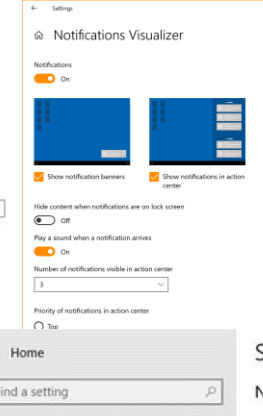 Settings
Notifications Visualizer
Notifications
On
Show notification banners
Show notifications in action
center
Hide content when notifications are on lock screen
Off
Play a sound when a notification arrives
On
Number of notifications visible in action center
3
Priority of notifications in action center
Top
Home
ind a setting
S
N